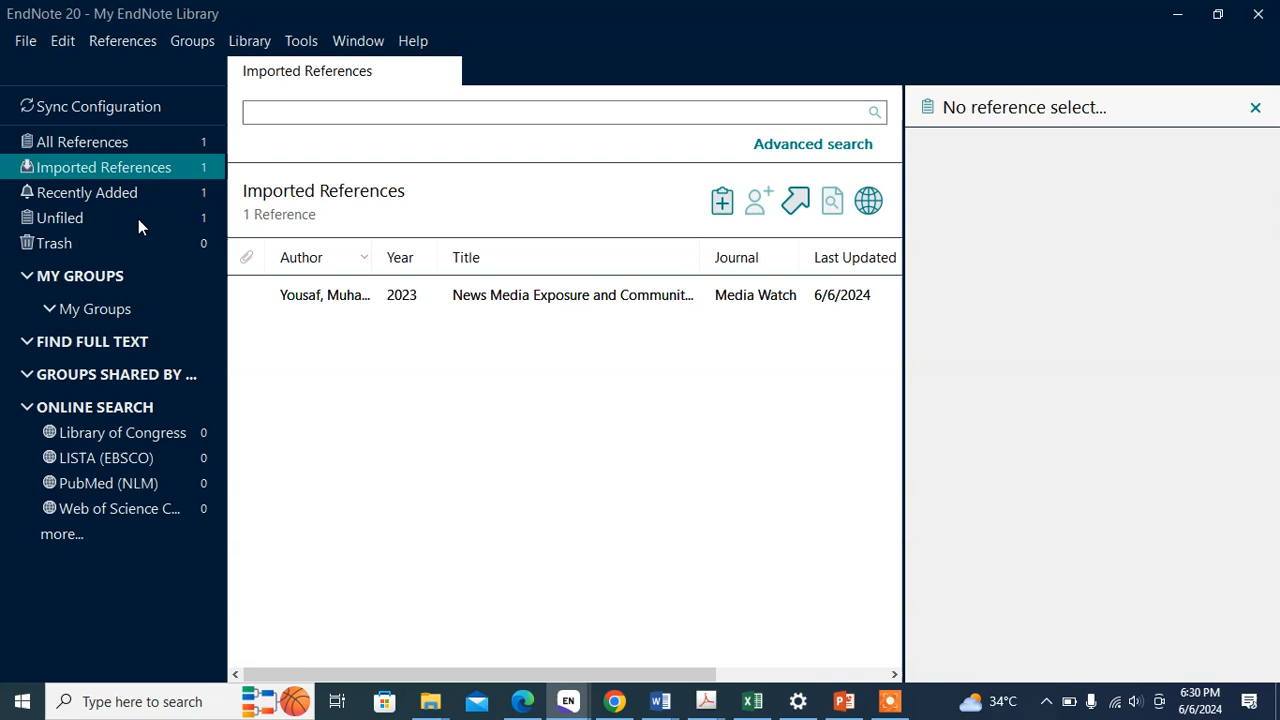 EndNote 20 - My EndNote Library
File Edit References Groups Library Tools Window Help
Imported References
Sync Configuration
All References 1
Imported References 1
Recently Added 1
Unfiled 1
Trash 0
MY GROUPS
My Groups
FIND FULL TEXT
GROUPS SHARED BY ...
ONLINE SEARCH
Library of Congress 0
LISTA (EBSCO) 0
PubMed (NLM) 0
Web of Science C... 0
more...
Advanced search
Imported References
1 Reference
Author Year Title Journal Last Updated
Yousaf, Muha... 2023 News Media Exposure and Communit... Media Watch 6/6/2024
No reference select...
Type here to search
EN
34°C
6:30 PM
6/6/2024